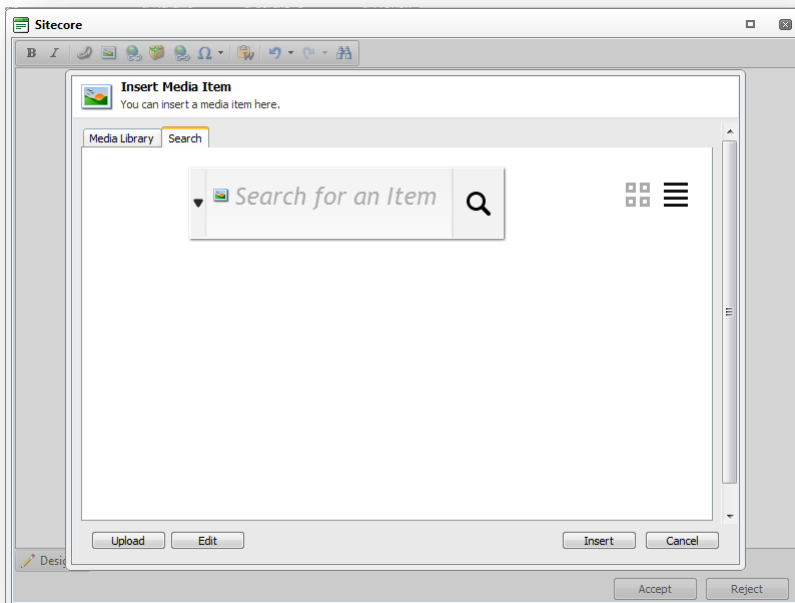 Sitecore
B I Ω W
Insert Media Item
You can insert a media item here.
Media Library Search
Search for an Item
Upload Edit Insert Cancel
Accept Reject